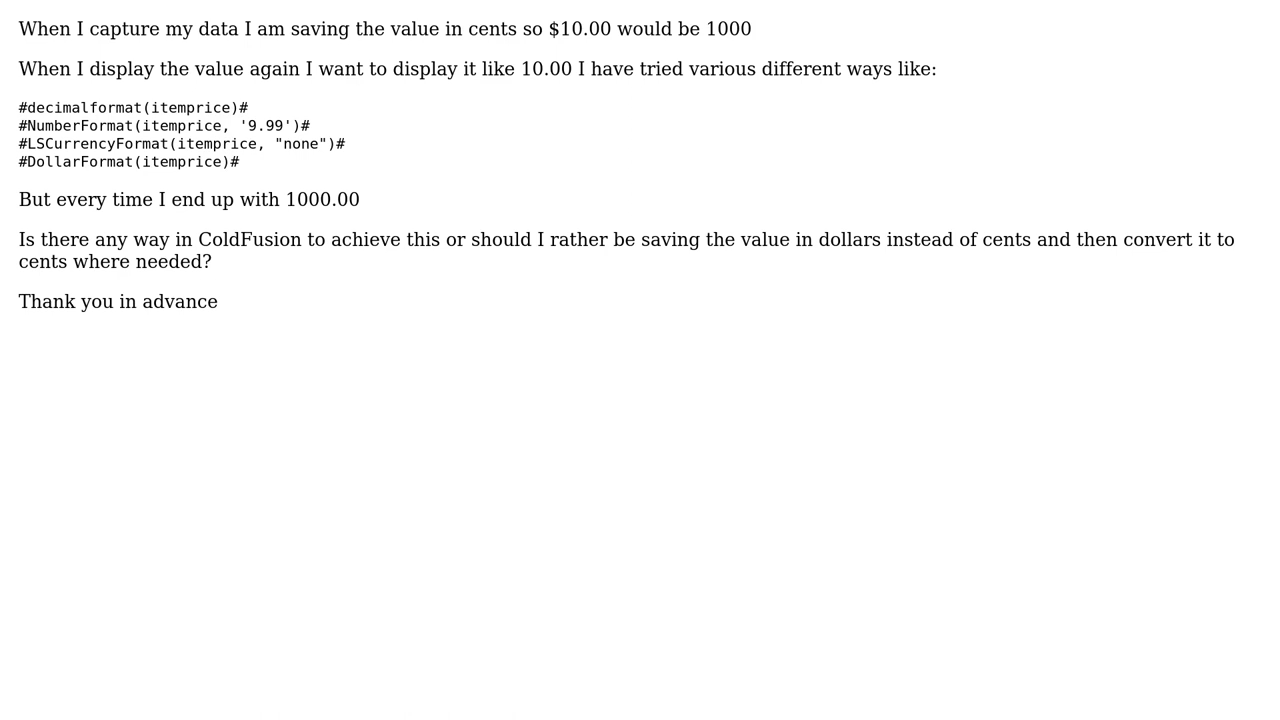 When I capture my data I am saving the value in cents so $10.00 would be 1000
When I display the value again I want to display it like 10.00 I have tried various different ways like:
#decimalformat(itemprice)#
#NumberFormat(itemprice, '9.99')#
#LSCurrencyFormat(itemprice, "none")#
#DollarFormat(itemprice)#
But every time I end up with 1000.00
Is there any way in ColdFusion to achieve this or should I rather be saving the value in dollars instead of cents and then convert it to
cents where needed?
Thank you in advance